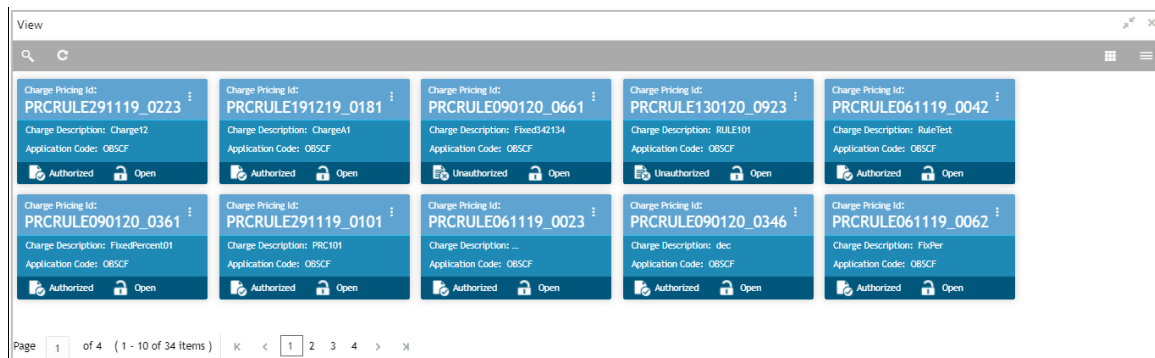 View
Charge Pricing Id: Charge Pricing Id: Charge Pricing Id: Charge Pricing Id: Charge Pricing Id:
PRCRULE291119_0223 PRCRULE191219_0181 PRCRULE090120_0661 PRCRULE130120_0923 PRCRULE061119_0042
Charge Description: Charge12 Charge Description: ChargeA1 Charge Description: Fixed342134 Charge Description: RULE101 Charge Description: RuleTest
Application Code: OBSCF Application Code: OBSCF Application Code: OBSCF Application Code: OBSCF Application Code: OBSCF
Authorized Open Authorized Open Unauthorized Open Unauthorized Open Authorized Open
Charge Pricing Id: Charge Pricing Id: Charge Pricing Id: Charge Pricing Id: Charge Pricing Id:
PRCRULE090120_0361 PRCRULE291119_0101 PRCRULE061119_0023 PRCRULE090120_0346 PRCRULE061119_0062
Charge Description: FixedPercent01 Charge Description: PRC101 Charge Description: ... Charge Description: dec Charge Description: FixPer
Application Code: OBSCF Application Code: OBSCF Application Code: OBSCF Application Code: OBSCF Application Code: OBSCF
Authorized Open Authorized Open Authorized Open Authorized Open Authorized Open
Page 1 of 4 ( 1 - 10 of 34 items ) 1 2 3 4